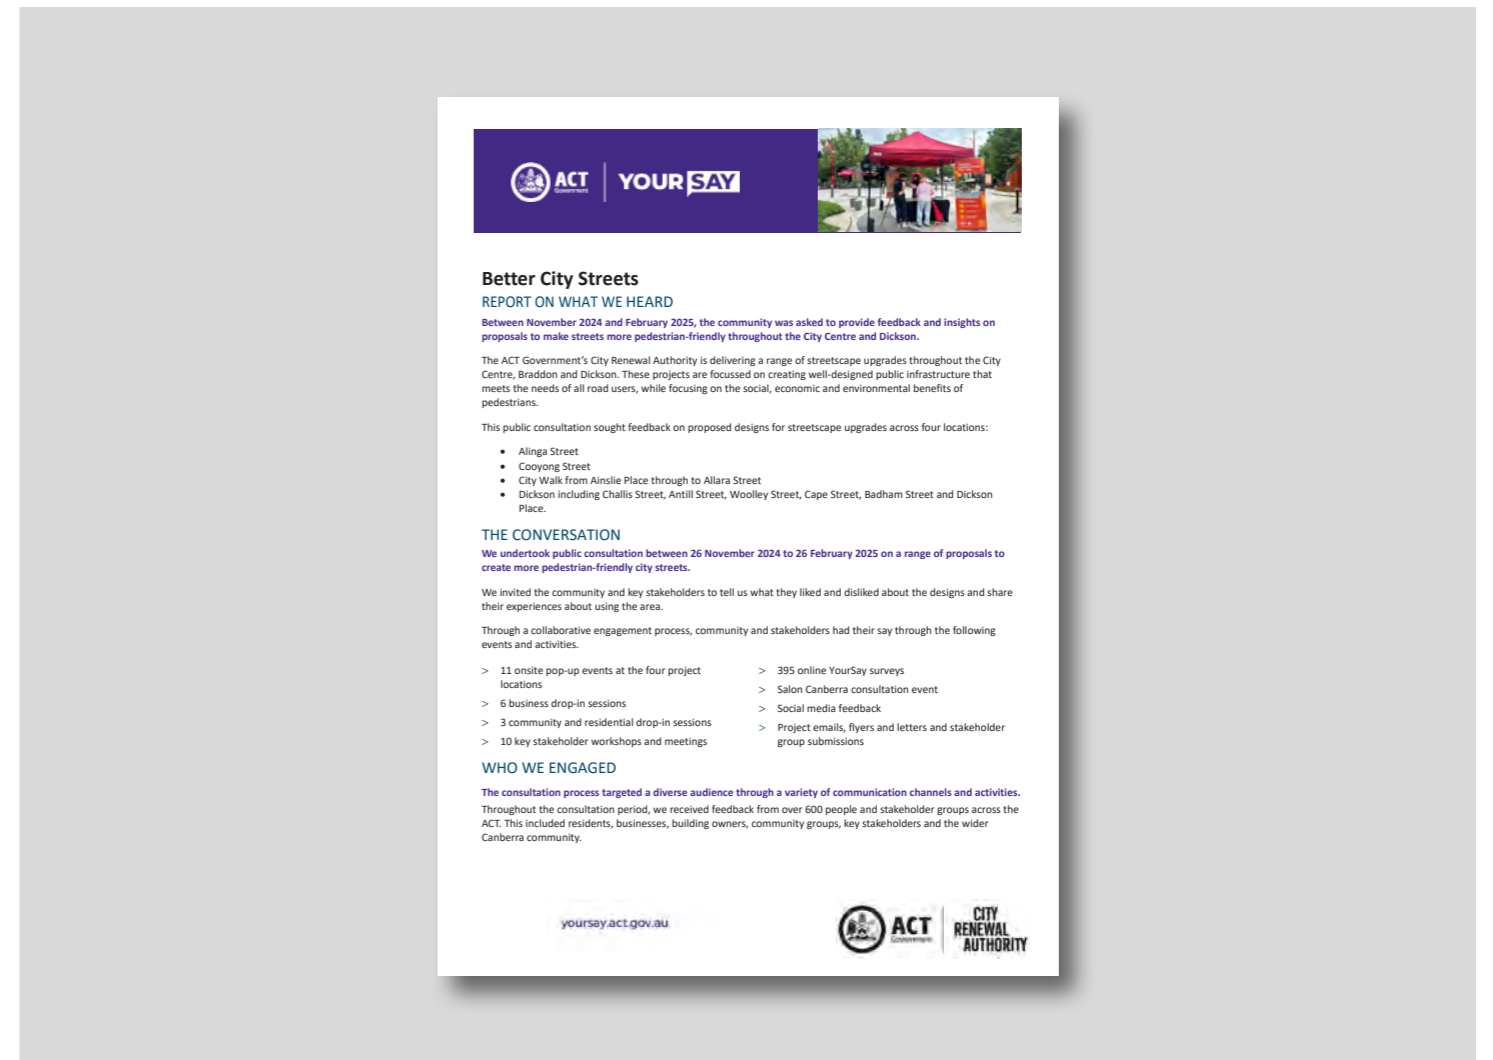 ACT
Government
YOUR SAY
Better City Streets
REPORT ON WHAT WE HEARD
Between November 2024 and February 2025, the community was asked to provide feedback and insights on
proposals to make streets more pedestrian-friendly throughout the City Centre and Dickson.
The ACT Government’s City Renewal Authority is delivering a range of streetscape upgrades throughout the City
Centre, Braddon and Dickson. These projects are focussed on creating well-designed public infrastructure that
meets the needs of all road users, while focusing on the social, economic and environmental benefits of
pedestrians.
This public consultation sought feedback on proposed designs for streetscape upgrades across four locations:
• Alinga Street
• Cooyong Street
• City Walk from Ainslie Place through to Allara Street
• Dickson including Challis Street, Antill Street, Woolley Street, Cape Street, Badham Street and Dickson
Place.
THE CONVERSATION
We undertook public consultation between 26 November 2024 to 26 February 2025 on a range of proposals to
create more pedestrian-friendly city streets.
We invited the community and key stakeholders to tell us what they liked and disliked about the designs and share
their experiences about using the area.
Through a collaborative engagement process, community and stakeholders had their say through the following
events and activities.
> 11 onsite pop-up events at the four project
locations
> 6 business drop-in sessions
> 3 community and residential drop-in sessions
> 10 key stakeholder workshops and meetings
> 395 online YourSay surveys
> Salon Canberra consultation event
> Social media feedback
> Project emails, flyers and letters and stakeholder
group submissions
WHO WE ENGAGED
The consultation process targeted a diverse audience through a variety of communication channels and activities.
Throughout the consultation period, we received feedback from over 600 people and stakeholder groups across the
ACT. This included residents, businesses, building owners, community groups, key stakeholders and the wider
Canberra community.
yoursay.act.gov.au
ACT
Government
CITY
RENEWAL
AUTHORITY